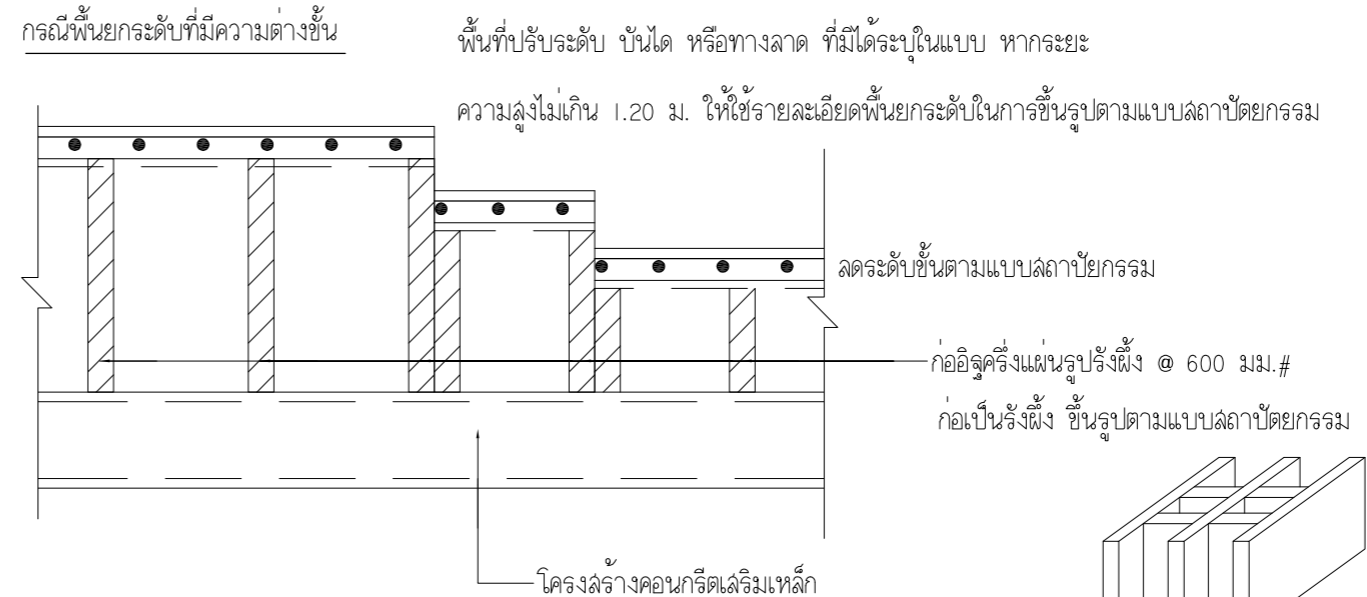 กรณีพื้นยกระดับที่มีความต่างขั้น
พื้นที่ปรับระดับ บันได หรือทางลาด ที่มิได้ระบุในแบบ หากระยะ
ความสูงไม่เกิน 1.20 ม. ให้ใช้รายละเอียดพื้นยกระดับในการขึ้นรูปตามแบบสถาปัตยกรรม
ลดระดับขั้นตามแบบสถาปัยกรรม
ก่ออิฐครึ่งแผ่นรูปรังผึ้ง @ 600 มม.#
ก่อเป็นรังผึ้ง ขึ้นรูปตามแบบสถาปัตยกรรม
โครงสร้างคอนกรีตเสริมเหล็ก